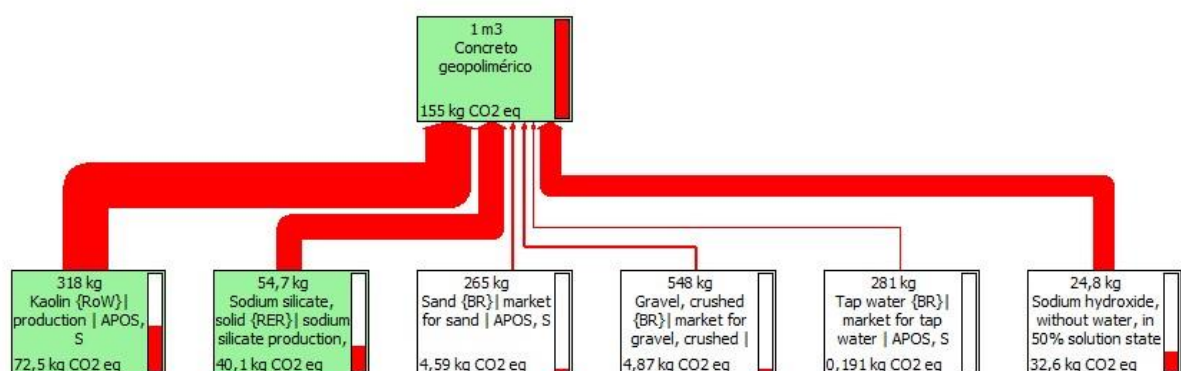 1 m3
Concreto
geopolimérico
155 kg CO2 eq
318 kg
Kaolin {RoW}|
production | APOS,
S
72,5 kg CO2 eq
54,7 kg
Sodium silicate,
solid {RER}| sodium
silicate production,
40,1 kg CO2 eq
265 kg
Sand {BR}| market
for sand | APOS, S
4,59 kg CO2 eq
548 kg
Gravel, crushed
{BR}| market for
gravel, crushed |
4,87 kg CO2 eq
281 kg
Tap water {BR}|
market for tap
water | APOS, S
0,191 kg CO2 eq
24,8 kg
Sodium hydroxide,
without water, in
50% solution state
32,6 kg CO2 eq